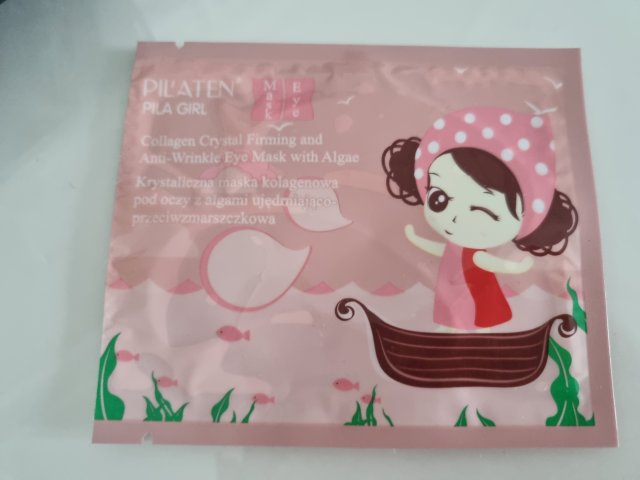 PIL'ATEN
PILA GIRL
Mask Eye
Collagen Crystal Firming and
Anti-Wrinkle Eye Mask with Algae
Krystaliczna maska kolagenowa
pod oczy z algami ujędrniająco-
przeciwzmarszczkowa